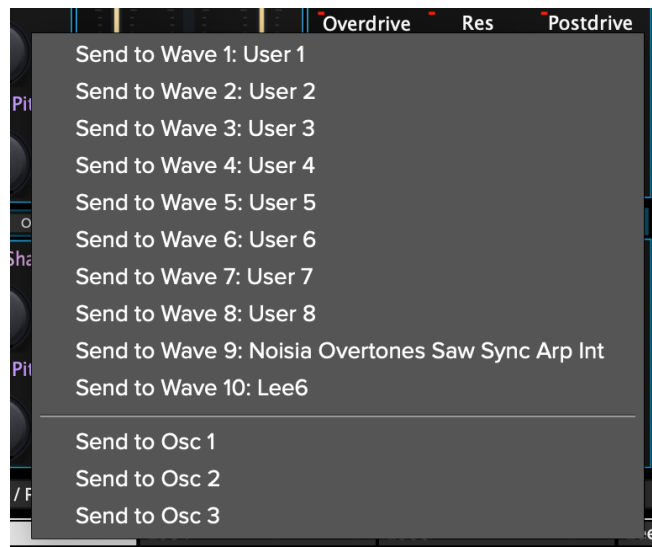 Overdrive Res Postdrive
Send to Wave 1: User 1
Send to Wave 2: User 2
Pit
Send to Wave 3: User 3
Send to Wave 4: User 4
Send to Wave 5: User 5
Send to Wave 6: User 6
Sha
Send to Wave 7: User 7
Send to Wave 8: User 8
Send to Wave 9: Noisia Overtones Saw Sync Arp Int
Pit
Send to Wave 10: Lee6
Send to Osc 1
Send to Osc 2
/ F
Send to Osc 3